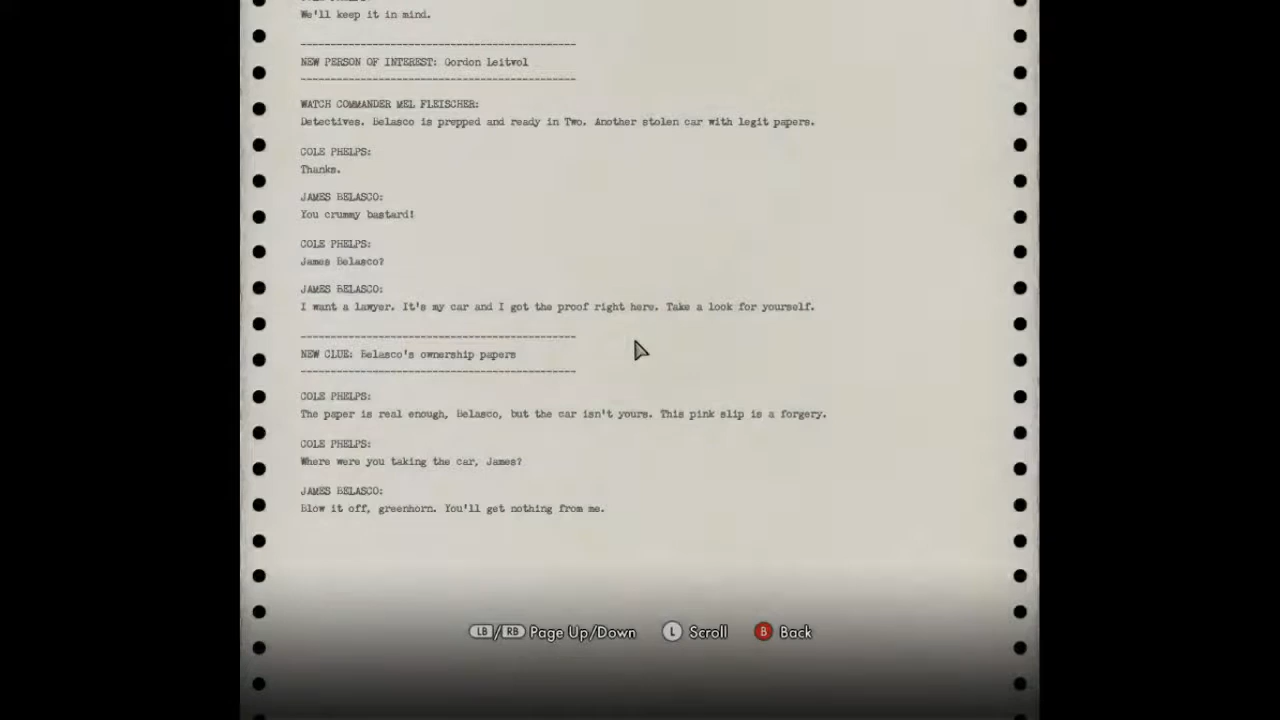 We'll keep it in mind.
----------------------------------------------
NEW PERSON OF INTEREST: Gordon Leitvol
----------------------------------------------
WATCH COMMANDER MEL FLEISCHER:
Detectives. Belasco is prepped and ready in Two. Another stolen car with legit papers.
COLE PHELPS:
Thanks.
JAMES BELASCO:
You crummy bastard!
COLE PHELPS:
James Belasco?
JAMES BELASCO:
I want a lawyer. It's my car and I got the proof right here. Take a look for yourself.
----------------------------------------------
NEW CLUE: Belasco's ownership papers
----------------------------------------------
COLE PHELPS:
The paper is real enough, Belasco, but the car isn't yours. This pink slip is a forgery.
COLE PHELPS:
Where were you taking the car, James?
JAMES BELASCO:
Blow it off, greenhorn. You'll get nothing from me.
LB/RB Page Up/Down L Scroll B Back